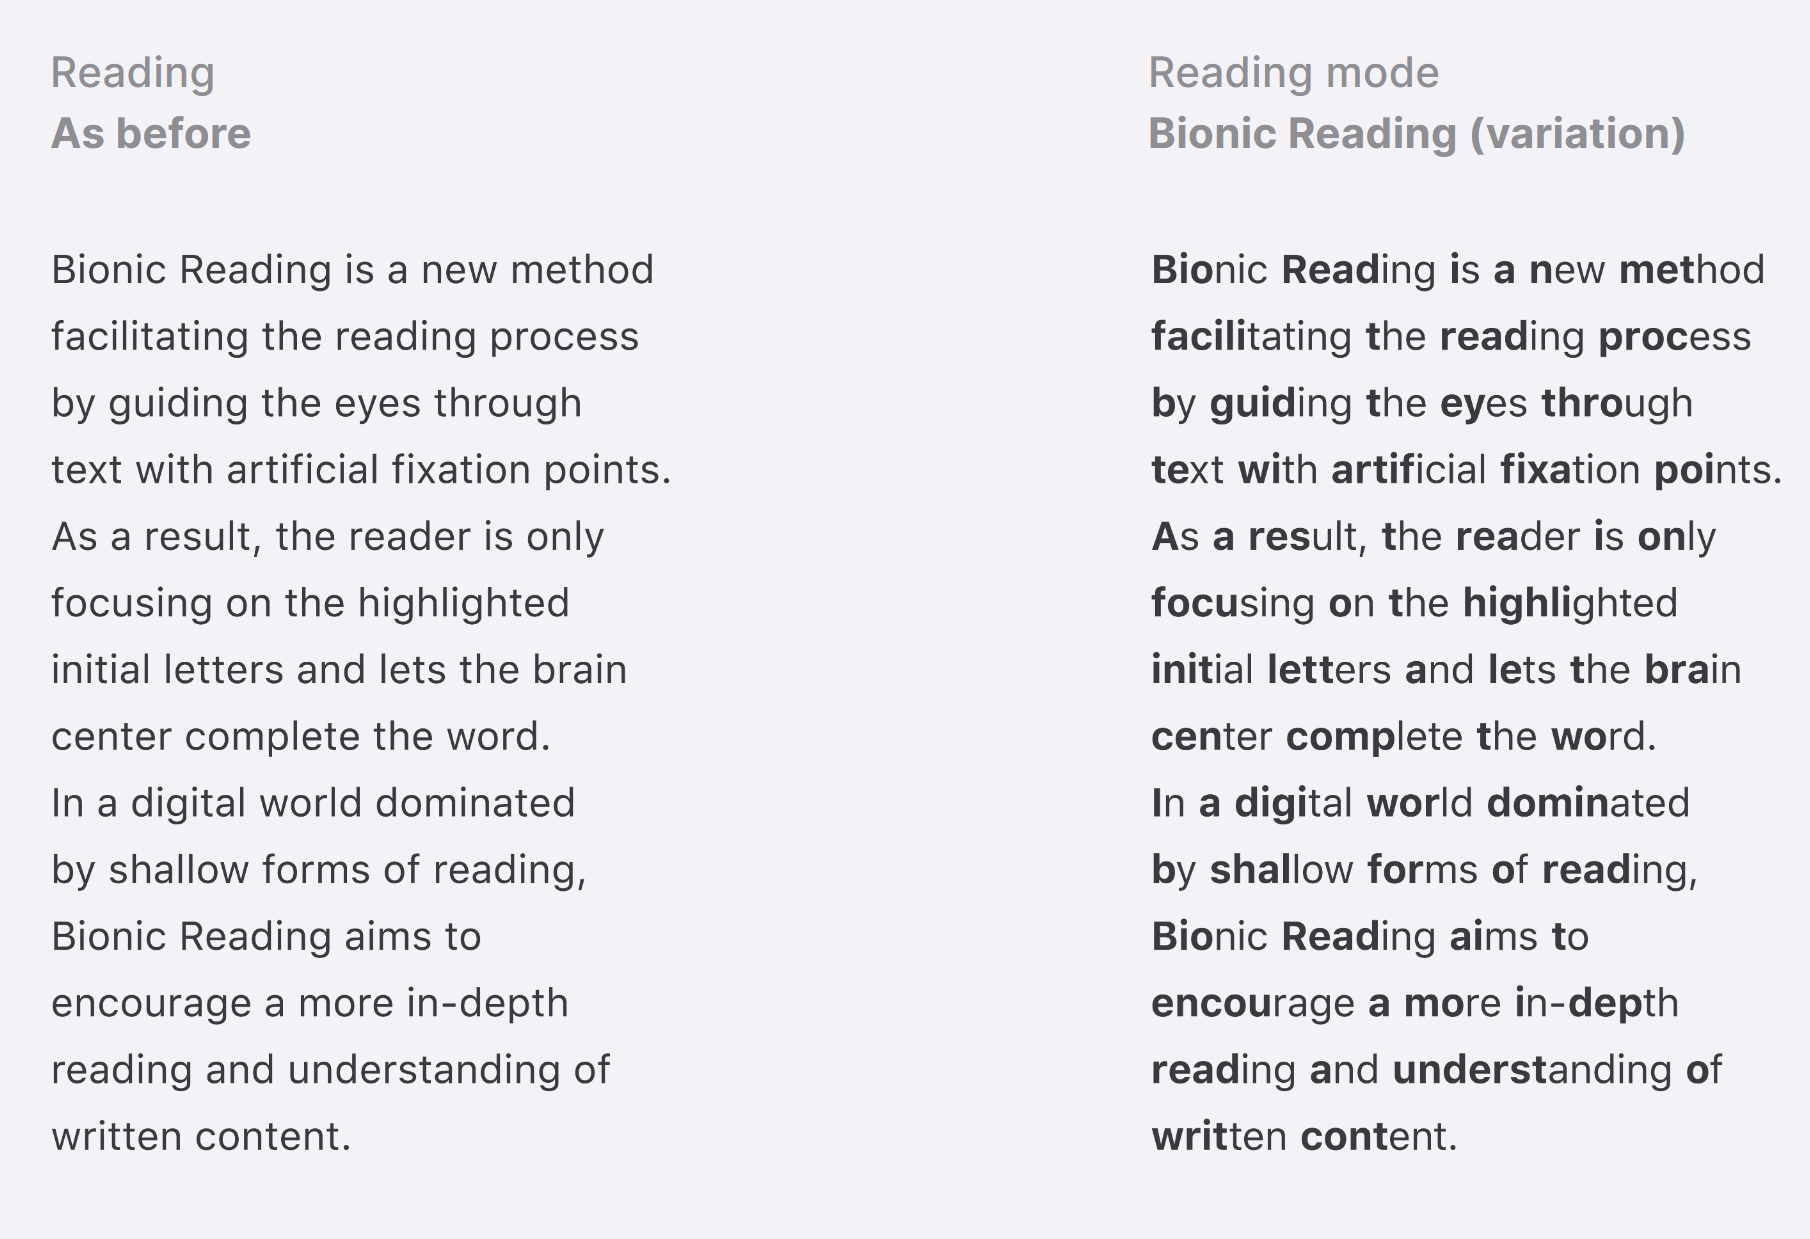 Reading
As before
Bionic Reading is a new method
facilitating the reading process
by guiding the eyes through
text with artificial fixation points.
As a result, the reader is only
focusing on the highlighted
initial letters and lets the brain
center complete the word.
In a digital world dominated
by shallow forms of reading,
Bionic Reading aims to
encourage a more in-depth
reading and understanding of
written content.
Reading mode
Bionic Reading (variation)
Bionic Reading is a new method
facilitating the reading process
by guiding the eyes through
text with artificial fixation points.
As a result, the reader is only
focusing on the highlighted
initial letters and lets the brain
center complete the word.
In a digital world dominated
by shallow forms of reading,
Bionic Reading aims to
encourage a more in-depth
reading and understanding of
written content.